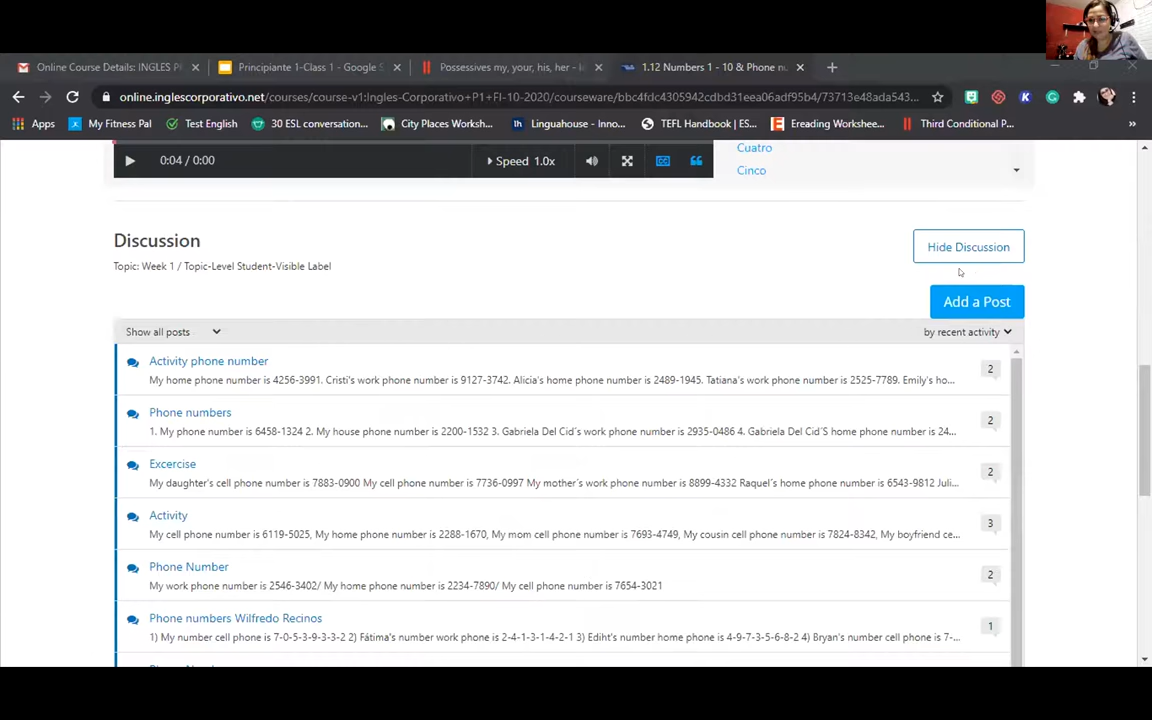 Online Course Details: INGLES P
Principiante 1-Class 1 - Google S
Possessives my, your, his, her -
1.12 Numbers 1 - 10 & Phone nu
online.inglescorporativo.net/courses/course-v1:Ingles-Corporativo+P1+FI-10-2020/courseware/bbc4fdc4305942cdbd31eea06adf95b4/73713e48ada543...
Apps
My Fitness Pal
Test English
30 ESL conversation...
City Places Worksh...
Linguahouse - Inno...
TEFL Handbook | ES...
Ereading Workshee...
Third Conditional P...
»
0:04 / 0:00
Speed 1.0x
Cuatro
Cinco
Discussion
Hide Discussion
Topic: Week 1 / Topic-Level Student-Visible Label
Add a Post
Show all posts
by recent activity
Activity phone number
My home phone number is 4256-3991. Cristi's work phone number is 9127-3742. Alicia's home phone number is 2489-1945. Tatiana's work phone number is 2525-7789. Emily's ho...
2
Phone numbers
1. My phone number is 6458-1324 2. My house phone number is 2200-1532 3. Gabriela Del Cid´s work phone number is 2935-0486 4. Gabriela Del Cid´S home phone number is 24...
2
Excercise
My daughter's cell phone number is 7883-0900 My cell phone number is 7736-0997 My mother´s work phone number is 8899-4332 Raquel´s home phone number is 6543-9812 Juli...
2
Activity
My cell phone number is 6119-5025, My home phone number is 2288-1670, My mom cell phone number is 7693-4749, My cousin cell phone number is 7824-8342, My boyfriend ce...
3
Phone Number
My work phone number is 2546-3402/ My home phone number is 2234-7890/ My cell phone number is 7654-3021
2
Phone numbers Wilfredo Recinos
1) My number cell phone is 7-0-5-3-9-3-3-2 2) Fátima's number work phone is 2-4-1-3-1-4-2-1 3) Ediht's number home phone is 4-9-7-3-5-6-8-2 4) Bryan's number cell phone is 7-...
1